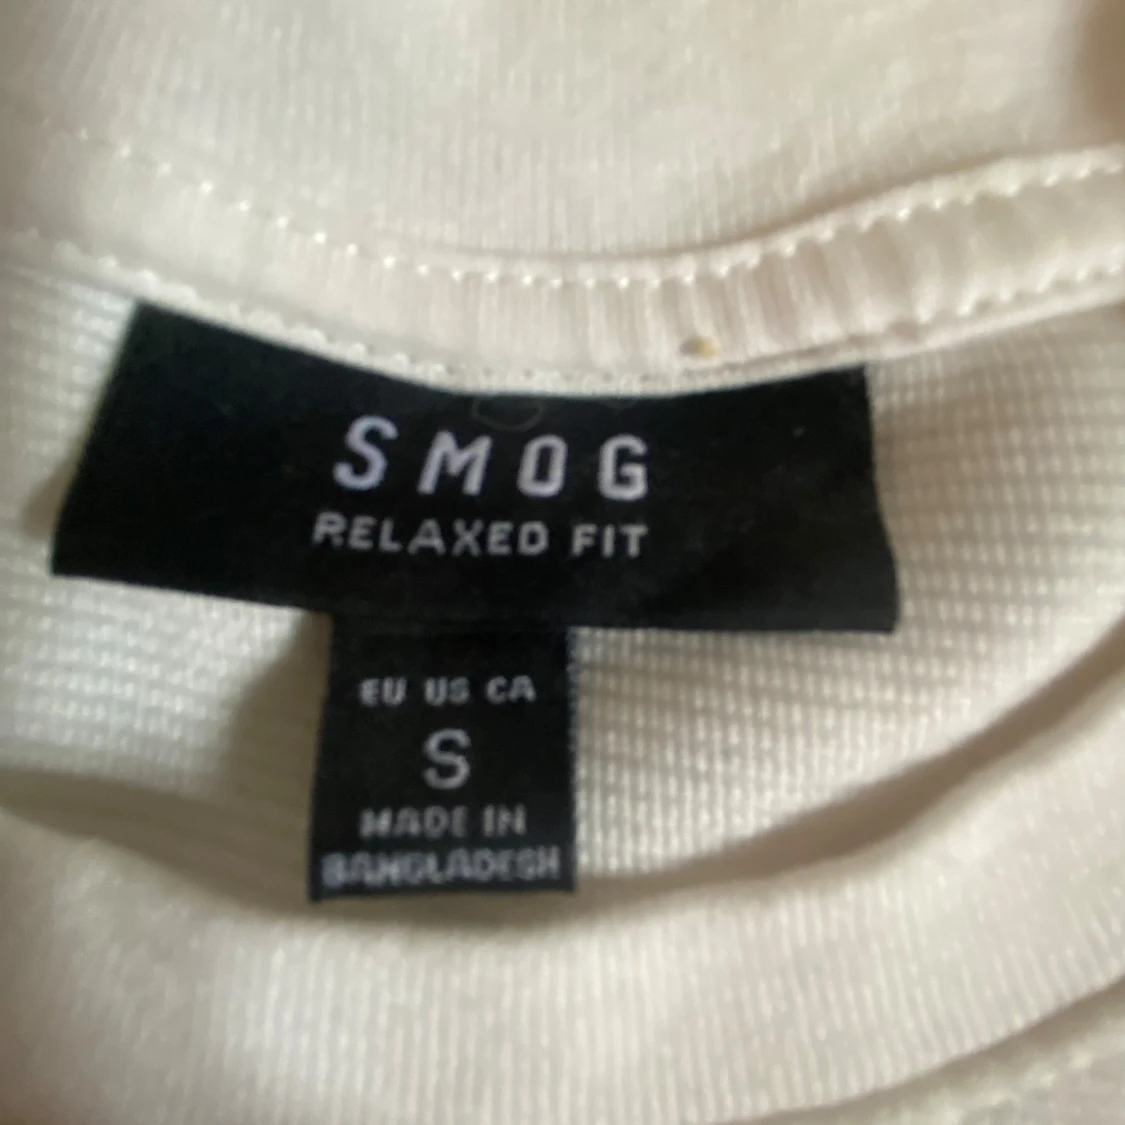 SMOG
RELAXED FIT
EU US CA
S
MADE IN
BANGLADESH